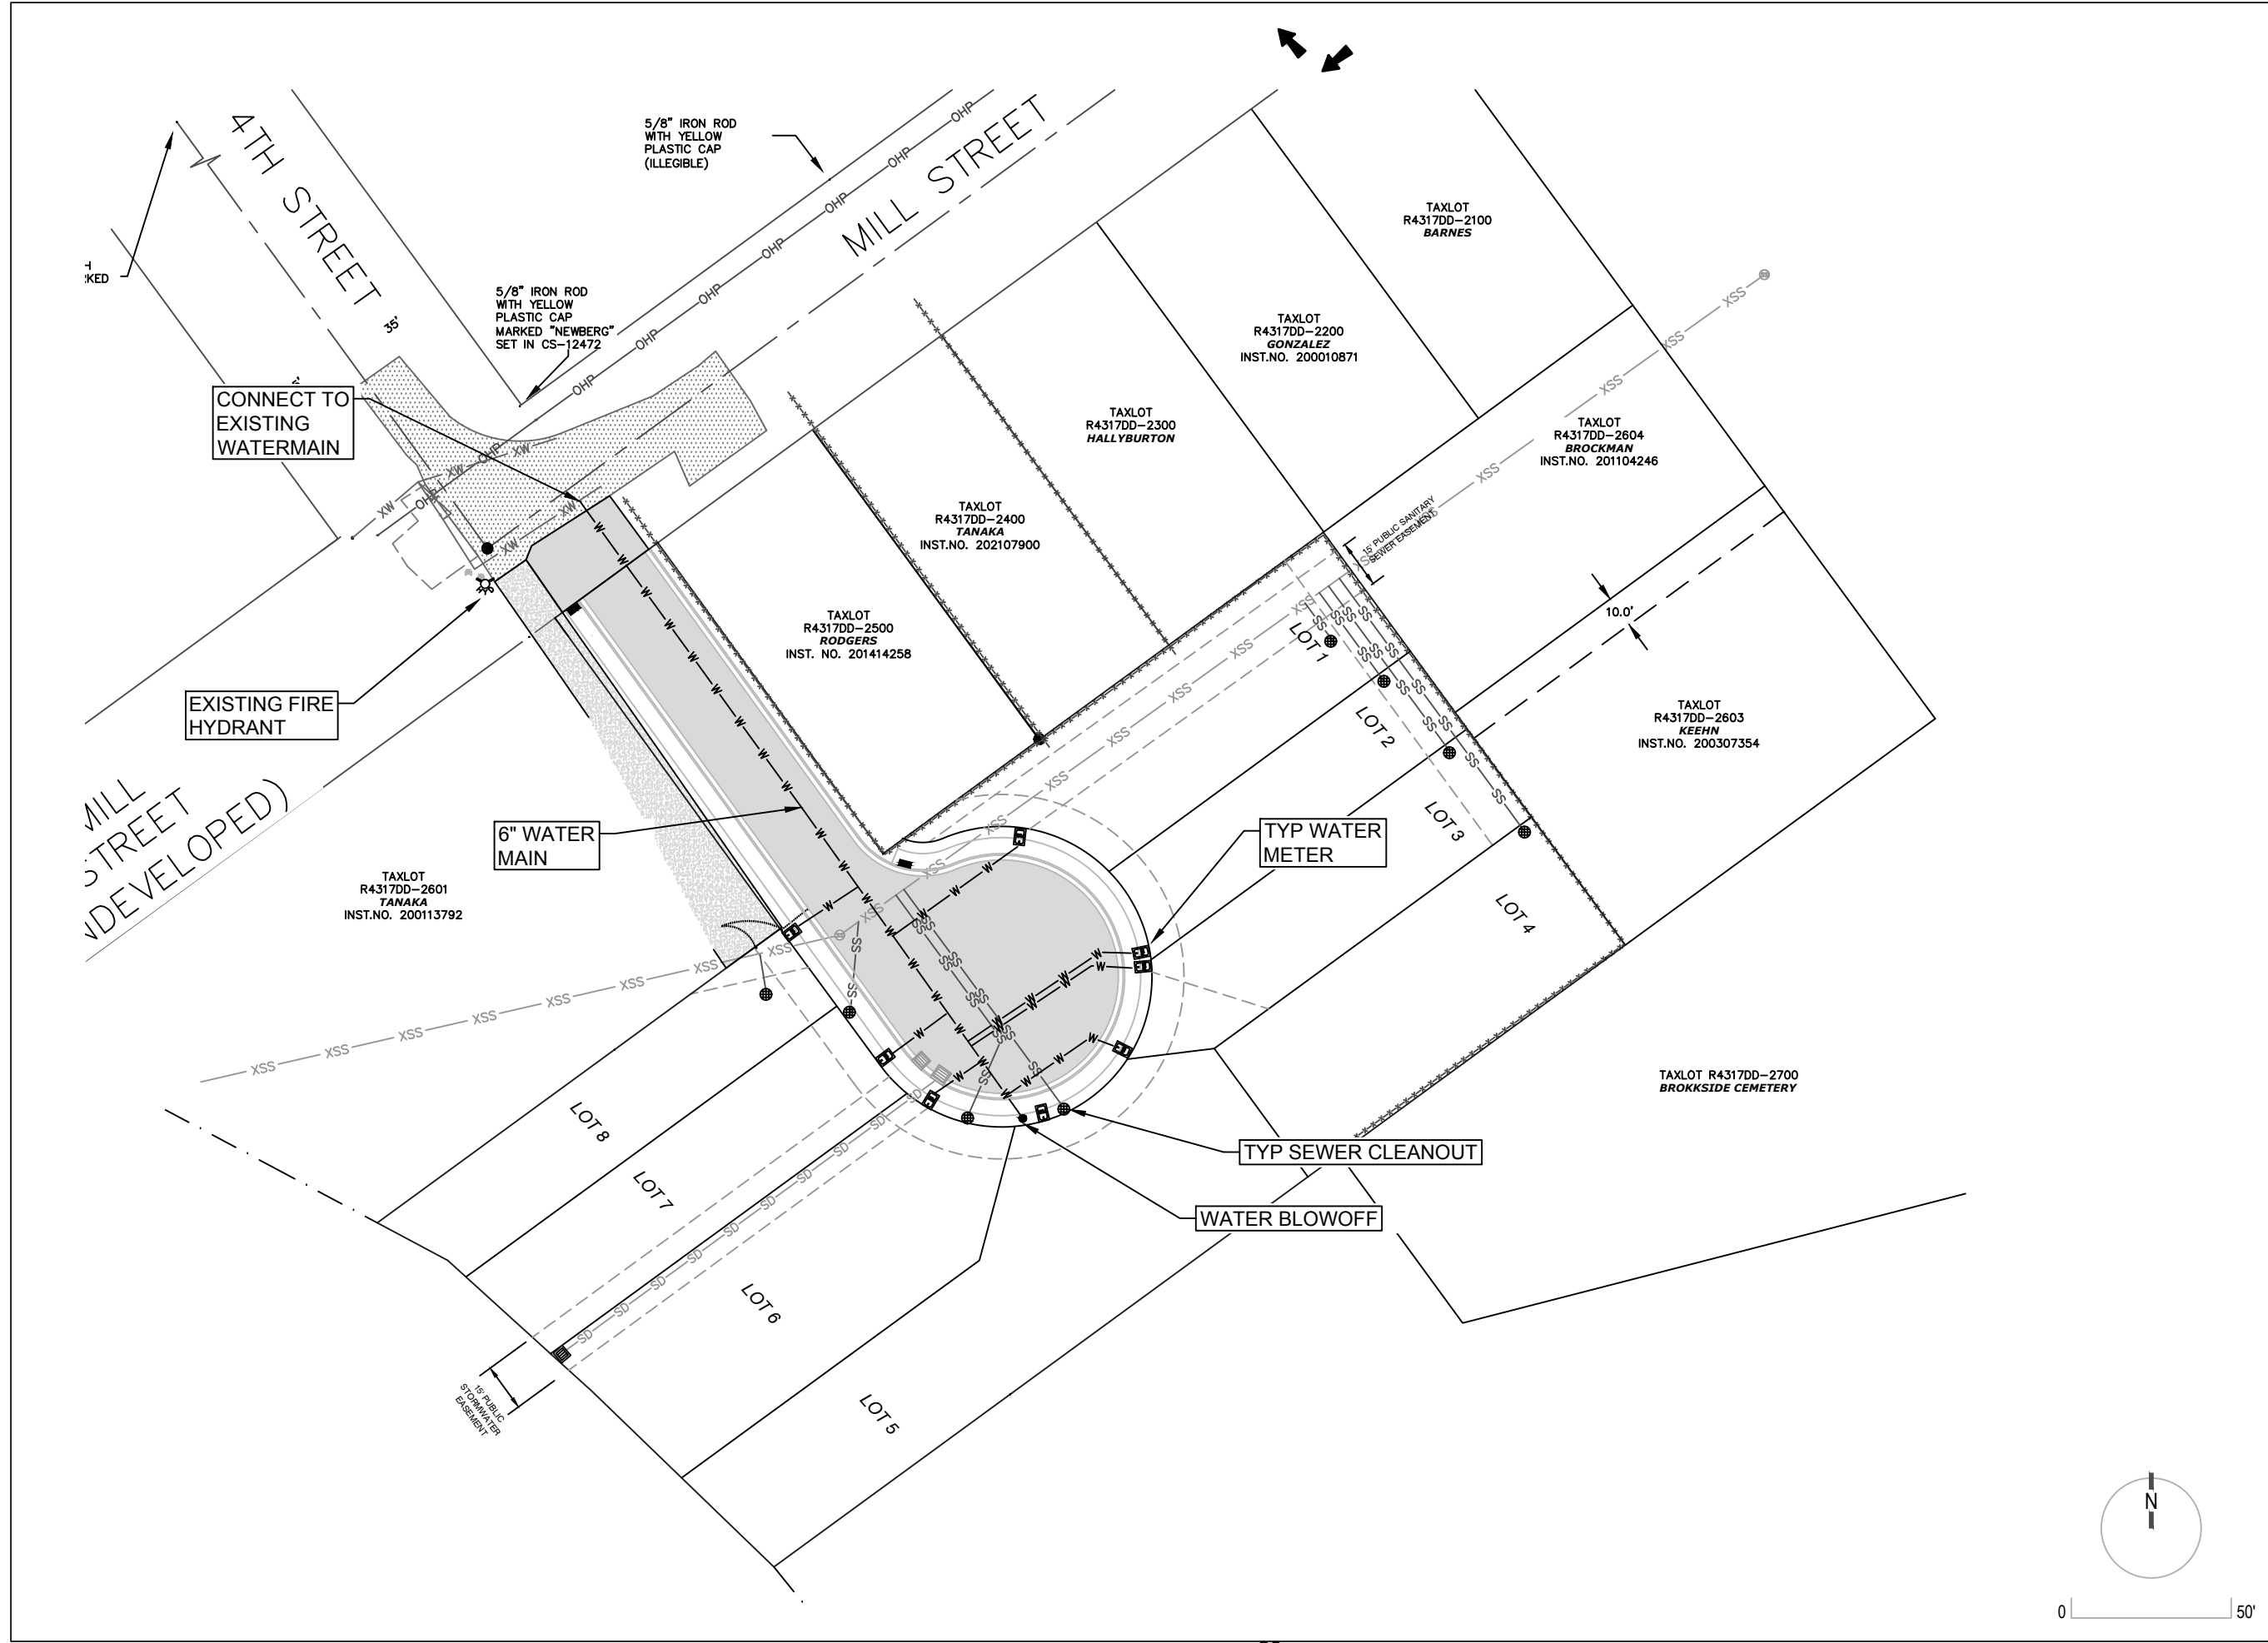 4TH STREET
35'
MILL STREET
5/8" IRON ROD
WITH YELLOW
PLASTIC CAP
(ILLEGIBLE)
5/8" IRON ROD
WITH YELLOW
PLASTIC CAP
MARKED "NEWBERG"
SET IN CS-12472
CONNECT TO
EXISTING
WATERMAIN
EXISTING FIRE
HYDRANT
6" WATER
MAIN
TAXLOT
R4317DD-2100
BARNES
TAXLOT
R4317DD-2200
GONZALEZ
INST.NO. 200010871
TAXLOT
R4317DD-2300
HALLYBURTON
TAXLOT
R4317DD-2400
TANAKA
INST.NO. 202107900
TAXLOT
R4317DD-2500
RODGERS
INST. NO. 201414258
TAXLOT
R4317DD-2604
BROCKMAN
INST.NO. 201104246
15' PUBLIC SANITARY
SEWER EASEMENT
10.0'
TAXLOT
R4317DD-2603
KEEHN
INST.NO. 200307354
TAXLOT
R4317DD-2601
TANAKA
INST.NO. 200113792
TYP WATER
METER
LOT 1
LOT 2
LOT 3
LOT 4
TAXLOT R4317DD-2700
BROKKSIDE CEMETERY
TYP SEWER CLEANOUT
WATER BLOWOFF
LOT 8
LOT 7
LOT 6
LOT 5
15' PUBLIC
STORMWATER
EASEMENT
OHP
XW
XSS
SS
SD
W
N
0 50'